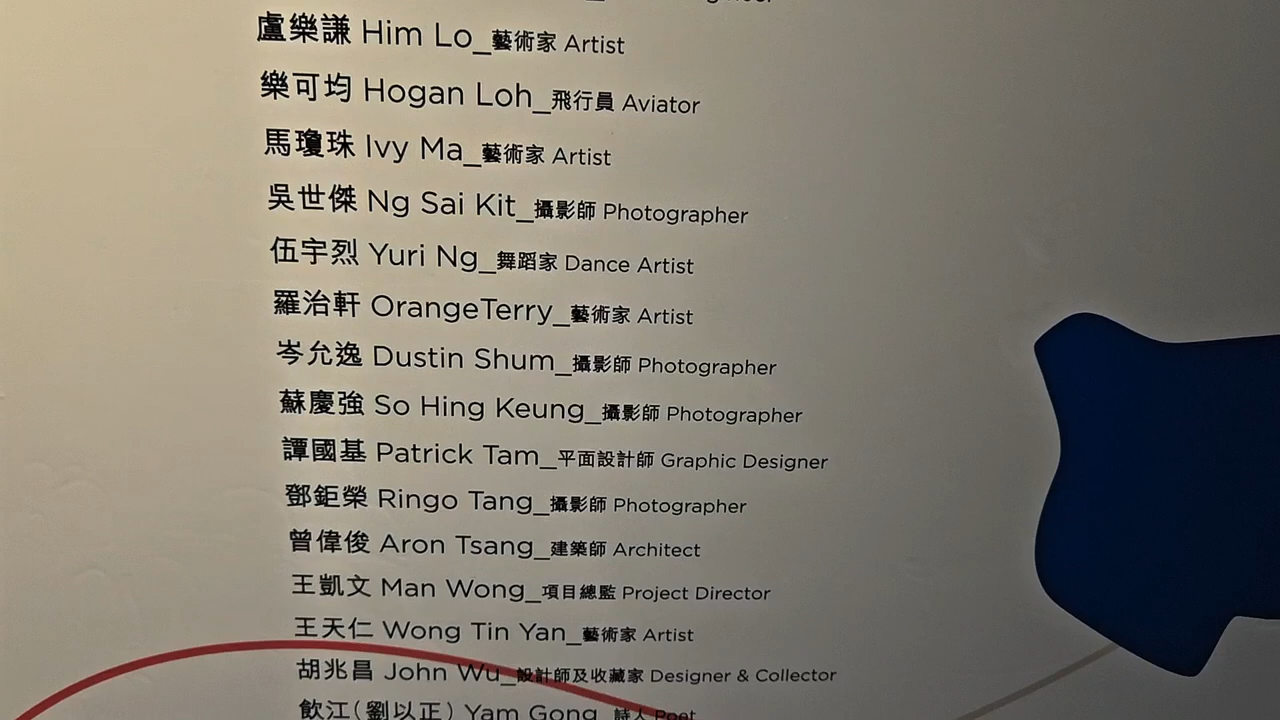 盧樂謙 Him Lo_藝術家 Artist
樂可均 Hogan Loh_飛行員 Aviator
馬瓊珠 Ivy Ma_藝術家 Artist
吳世傑 Ng Sai Kit_攝影師 Photographer
伍宇烈 Yuri Ng_舞蹈家 Dance Artist
羅治軒 OrangeTerry_藝術家 Artist
岑允逸 Dustin Shum_攝影師 Photographer
蘇慶強 So Hing Keung_攝影師 Photographer
譚國基 Patrick Tam_平面設計師 Graphic Designer
鄧鉅榮 Ringo Tang_攝影師 Photographer
曾偉俊 Aron Tsang_建築師 Architect
王凱文 Man Wong_項目總監 Project Director
王天仁 Wong Tin Yan_藝術家 Artist
胡兆昌 John Wu_設計師及收藏家 Designer & Collector
飲江（劉以正） Yam Gong_詩人 Poet